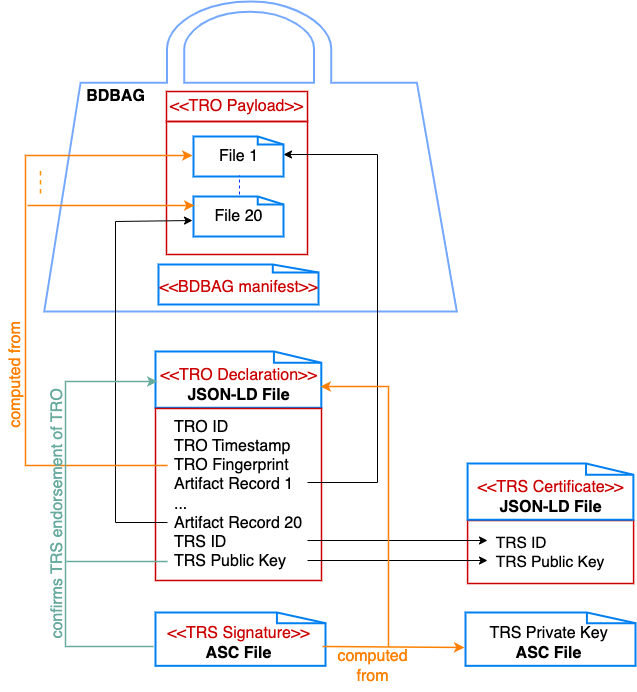 BDBAG
<<TRO Payload>>
File 1
File 20
<<BDBAG manifest>>
computed from
confirms TRS endorsement of TRO
<<TRO Declaration>>
JSON-LD File
TRO ID
TRO Timestamp
TRO Fingerprint
Artifact Record 1
...
Artifact Record 20
TRS ID
TRS Public Key
<<TRS Certificate>>
JSON-LD File
TRS ID
TRS Public Key
<<TRS Signature>>
ASC File
computed
from
TRS Private Key
ASC File